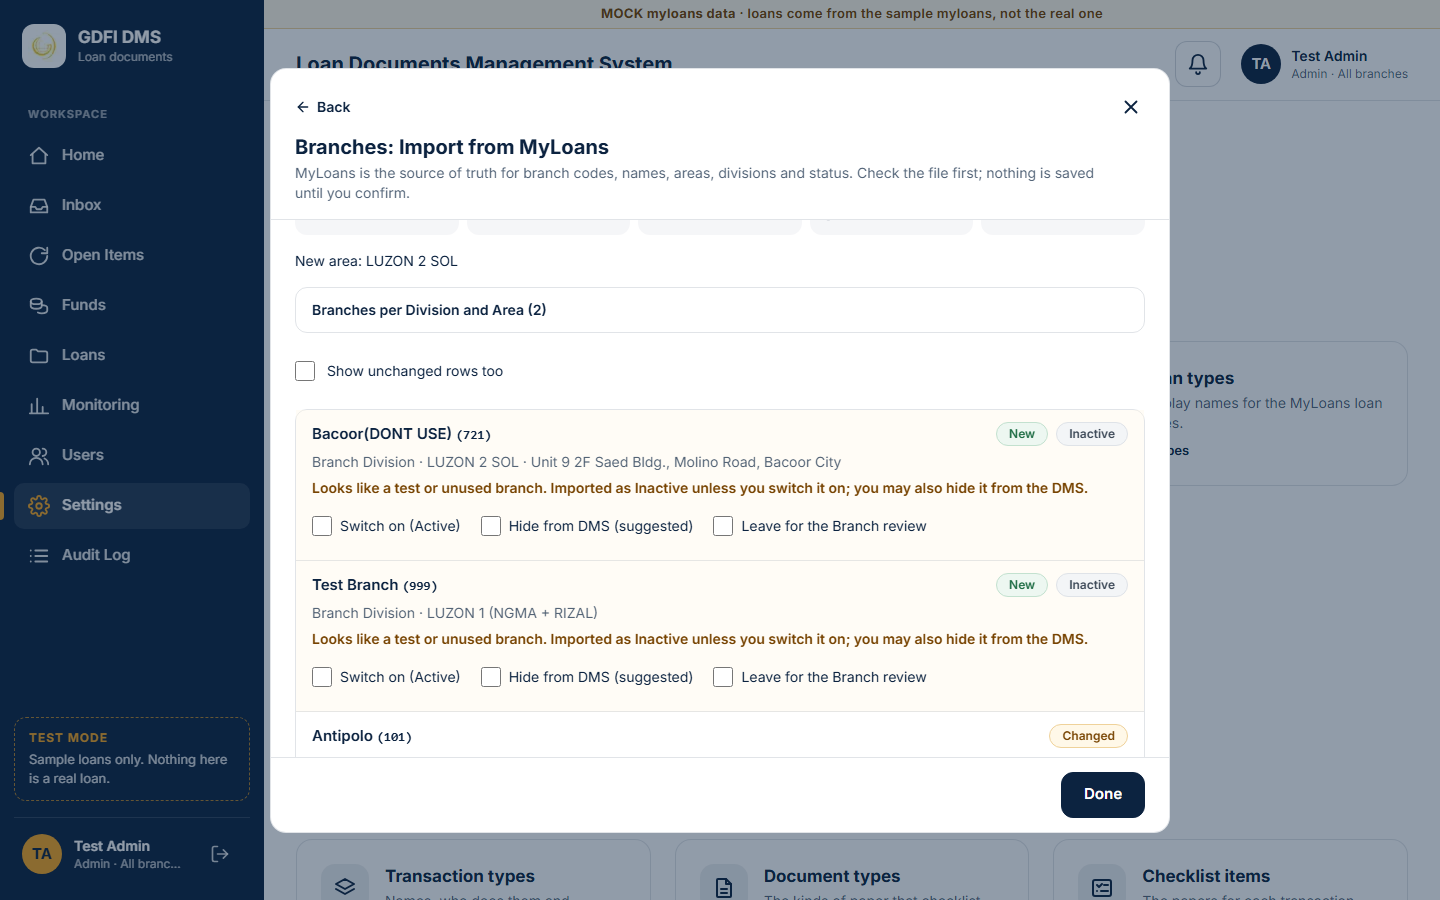 GDFI DMS
Loan documents
WORKSPACE
Home
Inbox
Open Items
Funds
Loans
Monitoring
Users
Settings
Audit Log
TEST MODE
Sample loans only. Nothing here
is a real loan.
TA
Test Admin
Admin · All branc...
MOCK myloans data · loans come from the sample myloans, not the real one
Loan Documents Management System
TA
Test Admin
Admin · All branches
Back
Branches: Import from MyLoans
MyLoans is the source of truth for branch codes, names, areas, divisions and status. Check the file first; nothing is saved
until you confirm.
New area: LUZON 2 SOL
Branches per Division and Area (2)
Show unchanged rows too
Bacoor(DONT USE) (721)
New
Inactive
Branch Division · LUZON 2 SOL · Unit 9 2F Saed Bldg., Molino Road, Bacoor City
Looks like a test or unused branch. Imported as Inactive unless you switch it on; you may also hide it from the DMS.
Switch on (Active)
Hide from DMS (suggested)
Leave for the Branch review
Test Branch (999)
New
Inactive
Branch Division · LUZON 1 (NGMA + RIZAL)
Looks like a test or unused branch. Imported as Inactive unless you switch it on; you may also hide it from the DMS.
Switch on (Active)
Hide from DMS (suggested)
Leave for the Branch review
Antipolo (101)
Changed
Done
types
names for the MyLoans loan
Transaction types
Document types
Checklist items